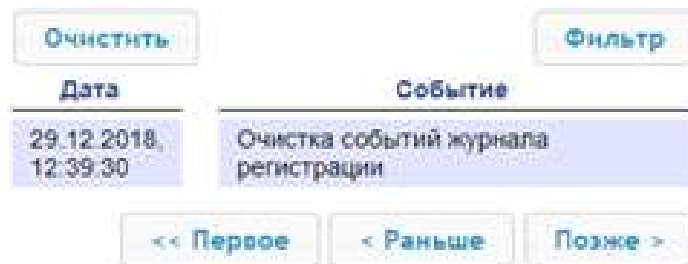 Очистить Фильтр
Дата Событие
29.12.2018, Очистка событий журнала
12:39:30 регистрации
<< Первое < Раньше Позже >